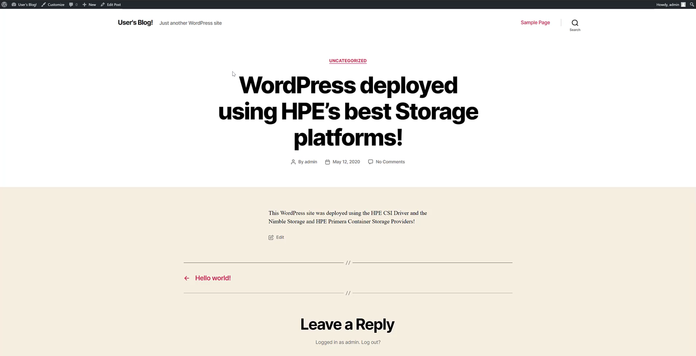 User's Blog! Customize 0 New Edit Post Howdy, admin
User's Blog! Just another WordPress site Sample Page
Search
UNCATEGORIZED
WordPress deployed
using HPE's best Storage
platforms!
By admin May 12, 2020 No Comments
This WordPress site was deployed using the HPE CSI Driver and the
Nimble Storage and HPE Primera Container Storage Providers!
Edit
//
← Hello world!
//
Leave a Reply
Logged in as admin. Log out?